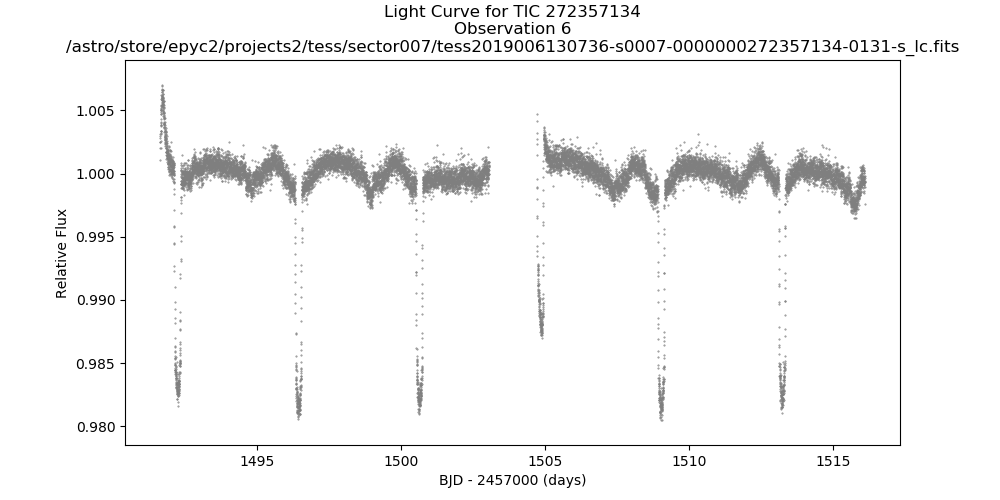 Light Curve for TIC 272357134
Observation 6
/astro/store/epyc2/projects2/tess/sector007/tess2019006130736-s0007-0000000272357134-0131-s_lc.fits
Relative Flux
1.005
1.000
0.995
0.990
0.985
0.980
1495
1500
1505
1510
1515
BJD - 2457000 (days)